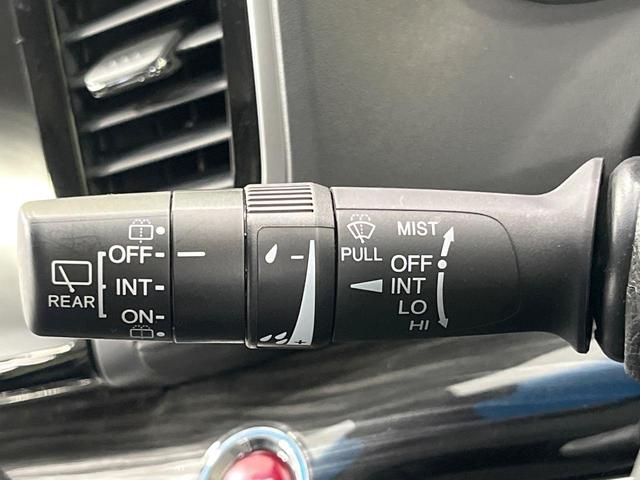 REAR
OFF
INT
ON
-
+
PULL
MIST
OFF
INT
LO
HI